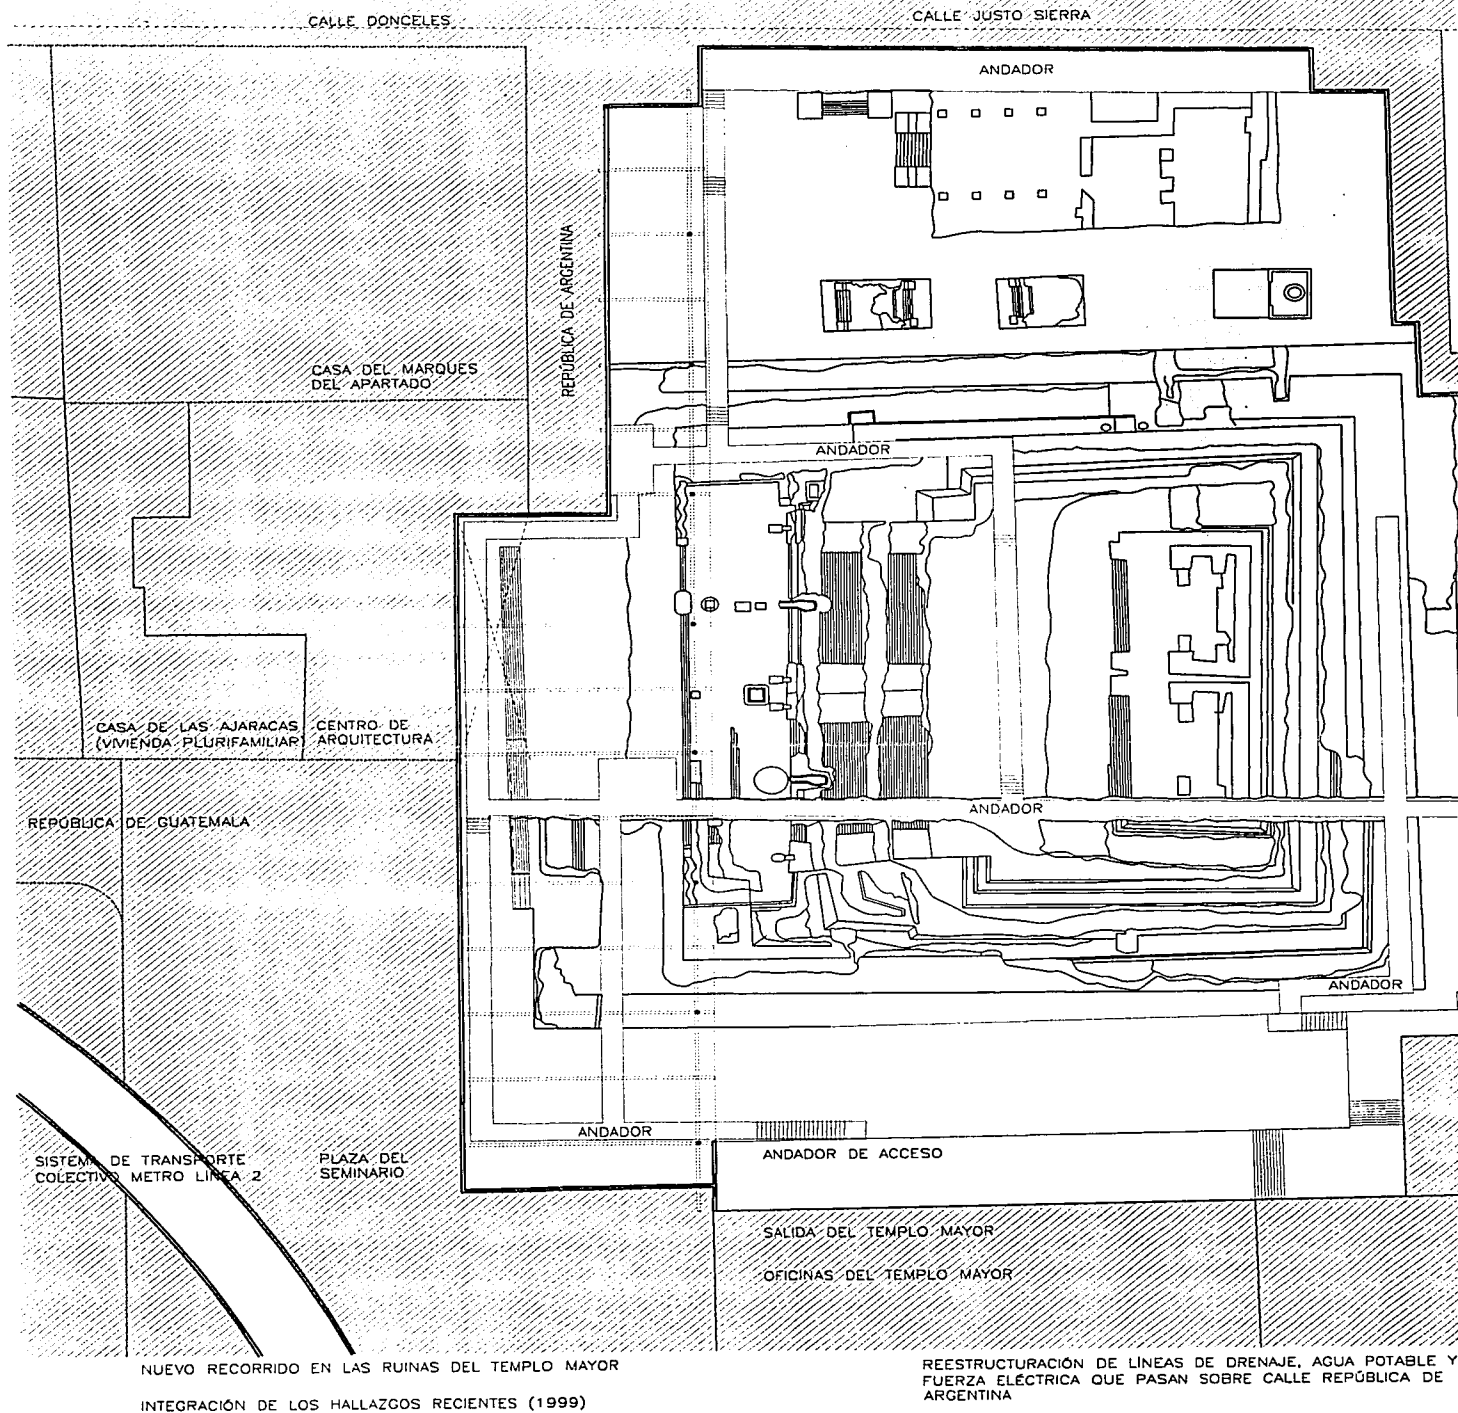 CALLE DONCELES
CALLE JUSTO SIERRA
ANDADOR
REPÚBLICA DE ARGENTINA
CASA DEL MARQUES
DEL APARTADO
ANDADOR
CASA DE LAS AJARACAS
(VIVIENDA PLURIFAMILIAR)
CENTRO DE
ARQUITECTURA
ANDADOR
REPÚBLICA DE GUATEMALA
ANDADOR
ANDADOR
SISTEMA DE TRANSPORTE
COLECTIVO METRO LINEA 2
PLAZA DEL
SEMINARIO
ANDADOR DE ACCESO
SALIDA DEL TEMPLO MAYOR
OFICINAS DEL TEMPLO MAYOR
NUEVO RECORRIDO EN LAS RUINAS DEL TEMPLO MAYOR
INTEGRACIÓN DE LOS HALLAZGOS RECIENTES (1999)
REESTRUCTURACIÓN DE LÍNEAS DE DRENAJE, AGUA POTABLE Y
FUERZA ELÉCTRICA QUE PASAN SOBRE CALLE REPÚBLICA DE
ARGENTINA